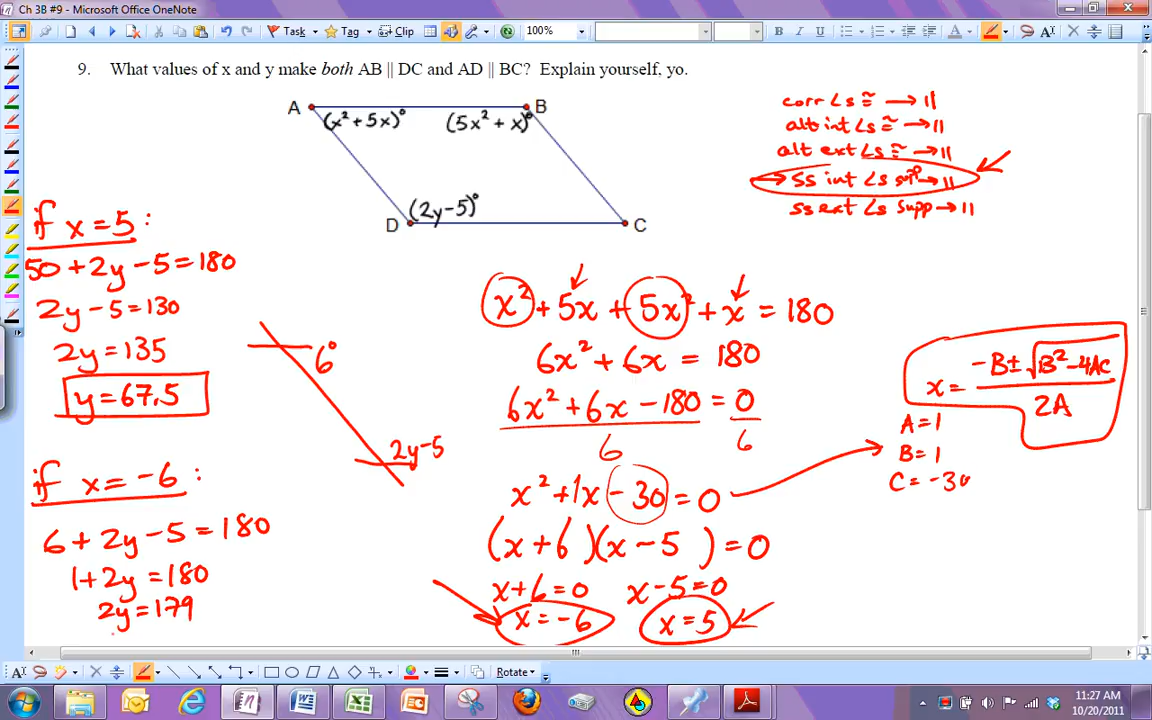 Ch 3B #9 - Microsoft Office OneNote
Task
Tag
Clip
100%
B I U
A
9. What values of x and y make both AB || DC and AD || BC? Explain yourself, yo.
A
B
(x² + 5x)°
(5x² + x)°
(2y-5)°
D
C
corr ∠s ≅ → ||
alt int ∠s ≅ → ||
alt ext ∠s ≅ → ||
→ ss int ∠s supp → ||
ss ext ∠s supp → ||
if x = 5 :
50 + 2y - 5 = 180
2y - 5 = 130
2y = 135
y = 67.5
6°
2y-5
if x = -6 :
6 + 2y - 5 = 180
1 + 2y = 180
2y = 179
x² + 5x + 5x² + x = 180
6x² + 6x = 180
6x² + 6x - 180 = 0
6 6
x² + 1x - 30 = 0
(x + 6 )(x - 5 ) = 0
x + 6 = 0 x - 5 = 0
x = -6 x = 5
x = -B ± √B² - 4AC
2A
A = 1
B = 1
C = -30
Rotate
11:27 AM
10/20/2011